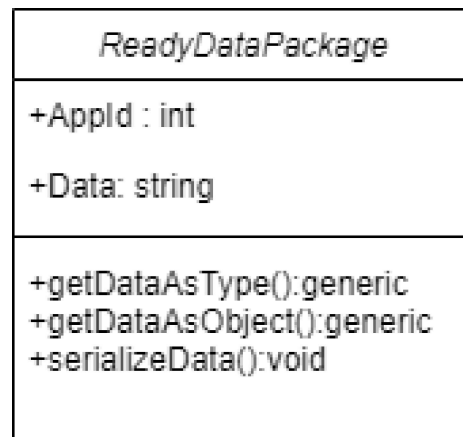 ReadyDataPackage
+AppId : int
+Data: string
+getDataAsType():generic
+getDataAsObject():generic
+serializeData():void